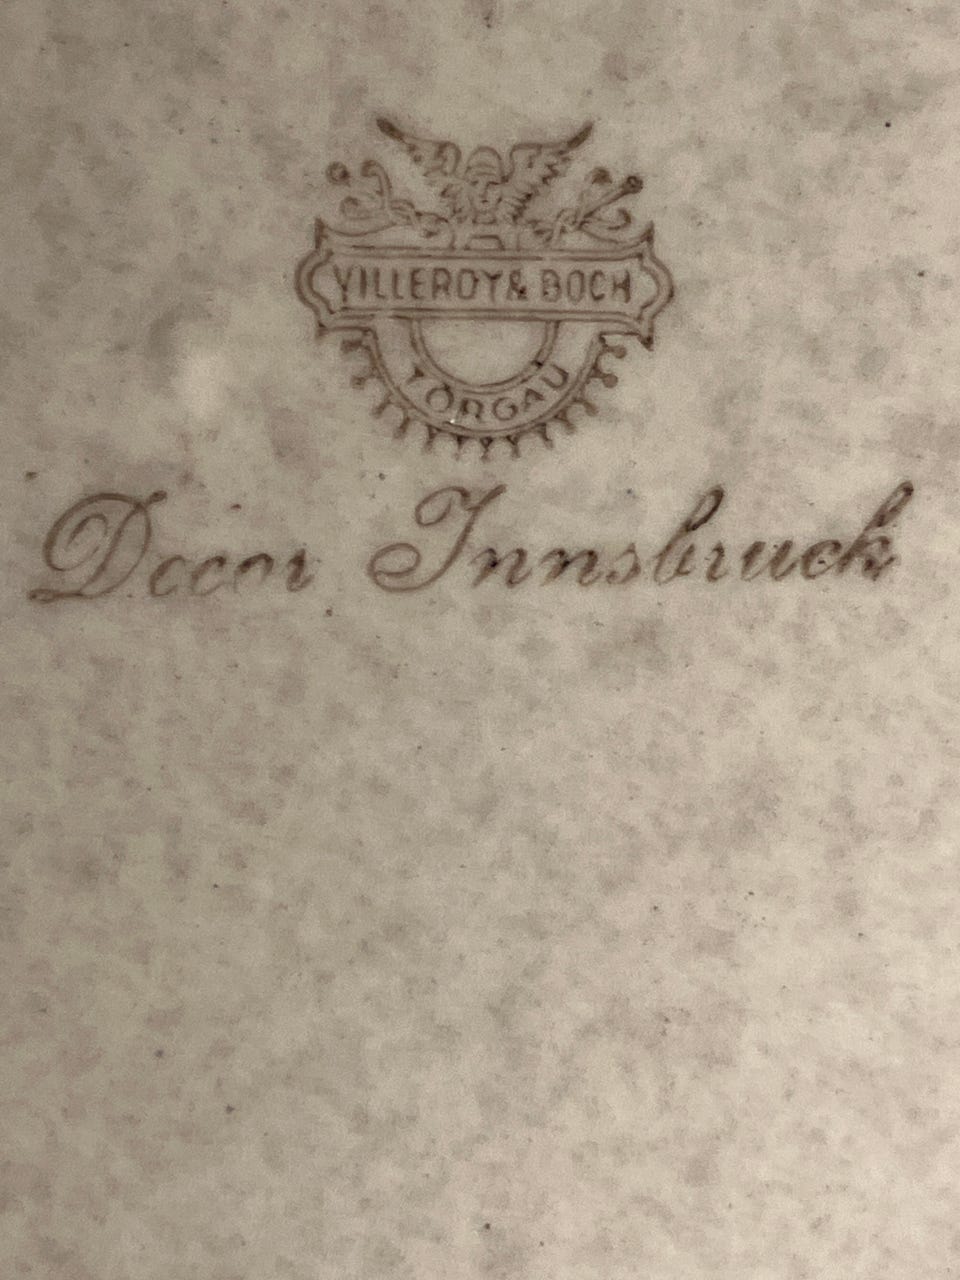 VILLEROY & BOCH
TORGAU
Decor Innsbruck